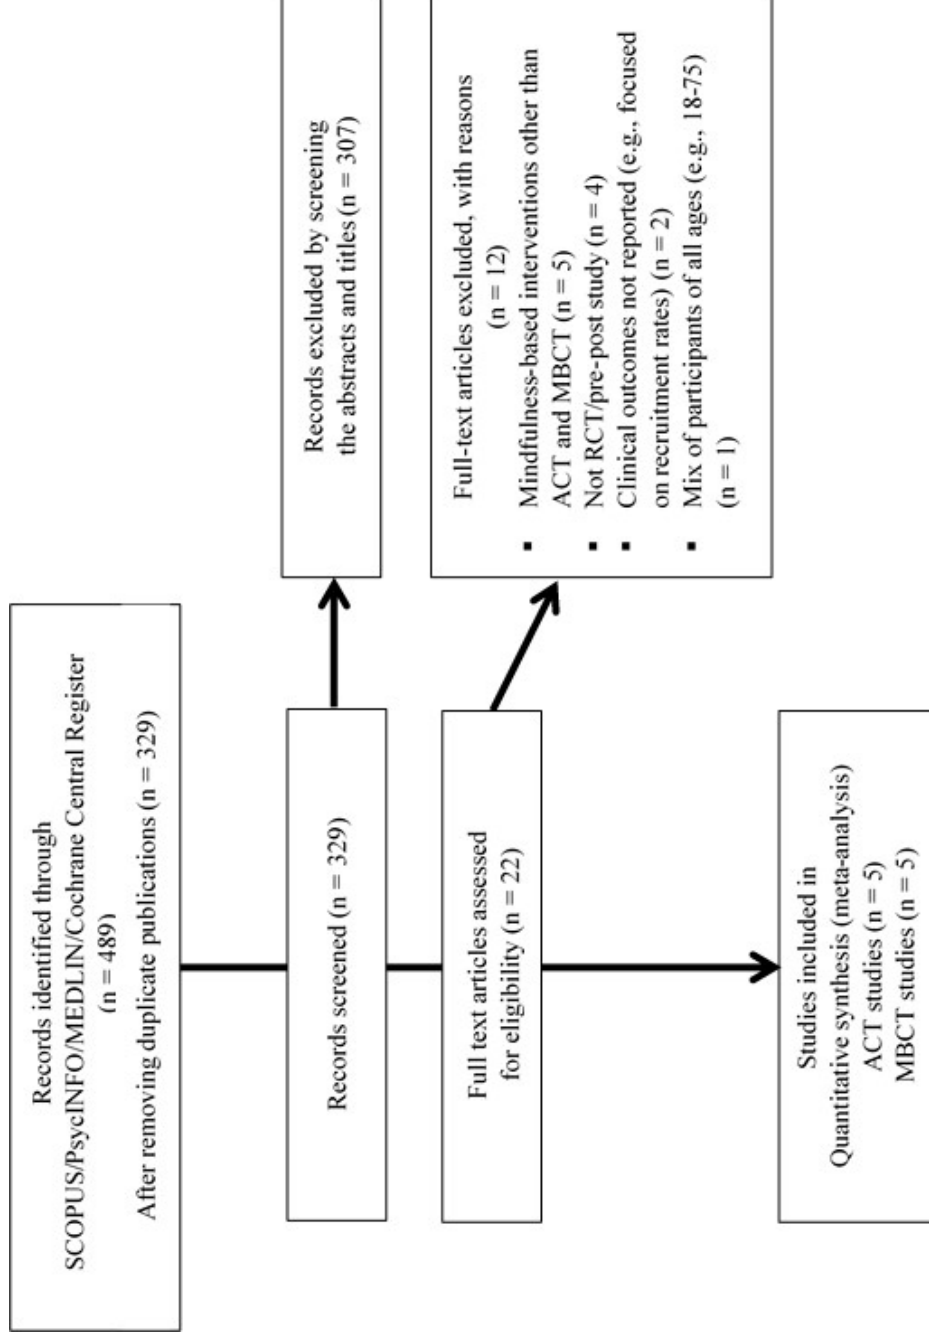 Records identified through
SCOPUS/PsycINFO/MEDLIN/Cochrane Central Register
(n = 489)
After removing duplicate publications (n = 329)
Records screened (n = 329)
Records excluded by screening
the abstracts and titles (n = 307)
Full text articles assessed
for eligibility (n = 22)
Full-text articles excluded, with reasons
(n = 12)
▪ Mindfulness-based interventions other than
ACT and MBCT (n = 5)
▪ Not RCT/pre-post study (n = 4)
▪ Clinical outcomes not reported (e.g., focused
on recruitment rates) (n = 2)
▪ Mix of participants of all ages (e.g., 18-75)
(n = 1)
Studies included in
Quantitative synthesis (meta-analysis)
ACT studies (n = 5)
MBCT studies (n = 5)